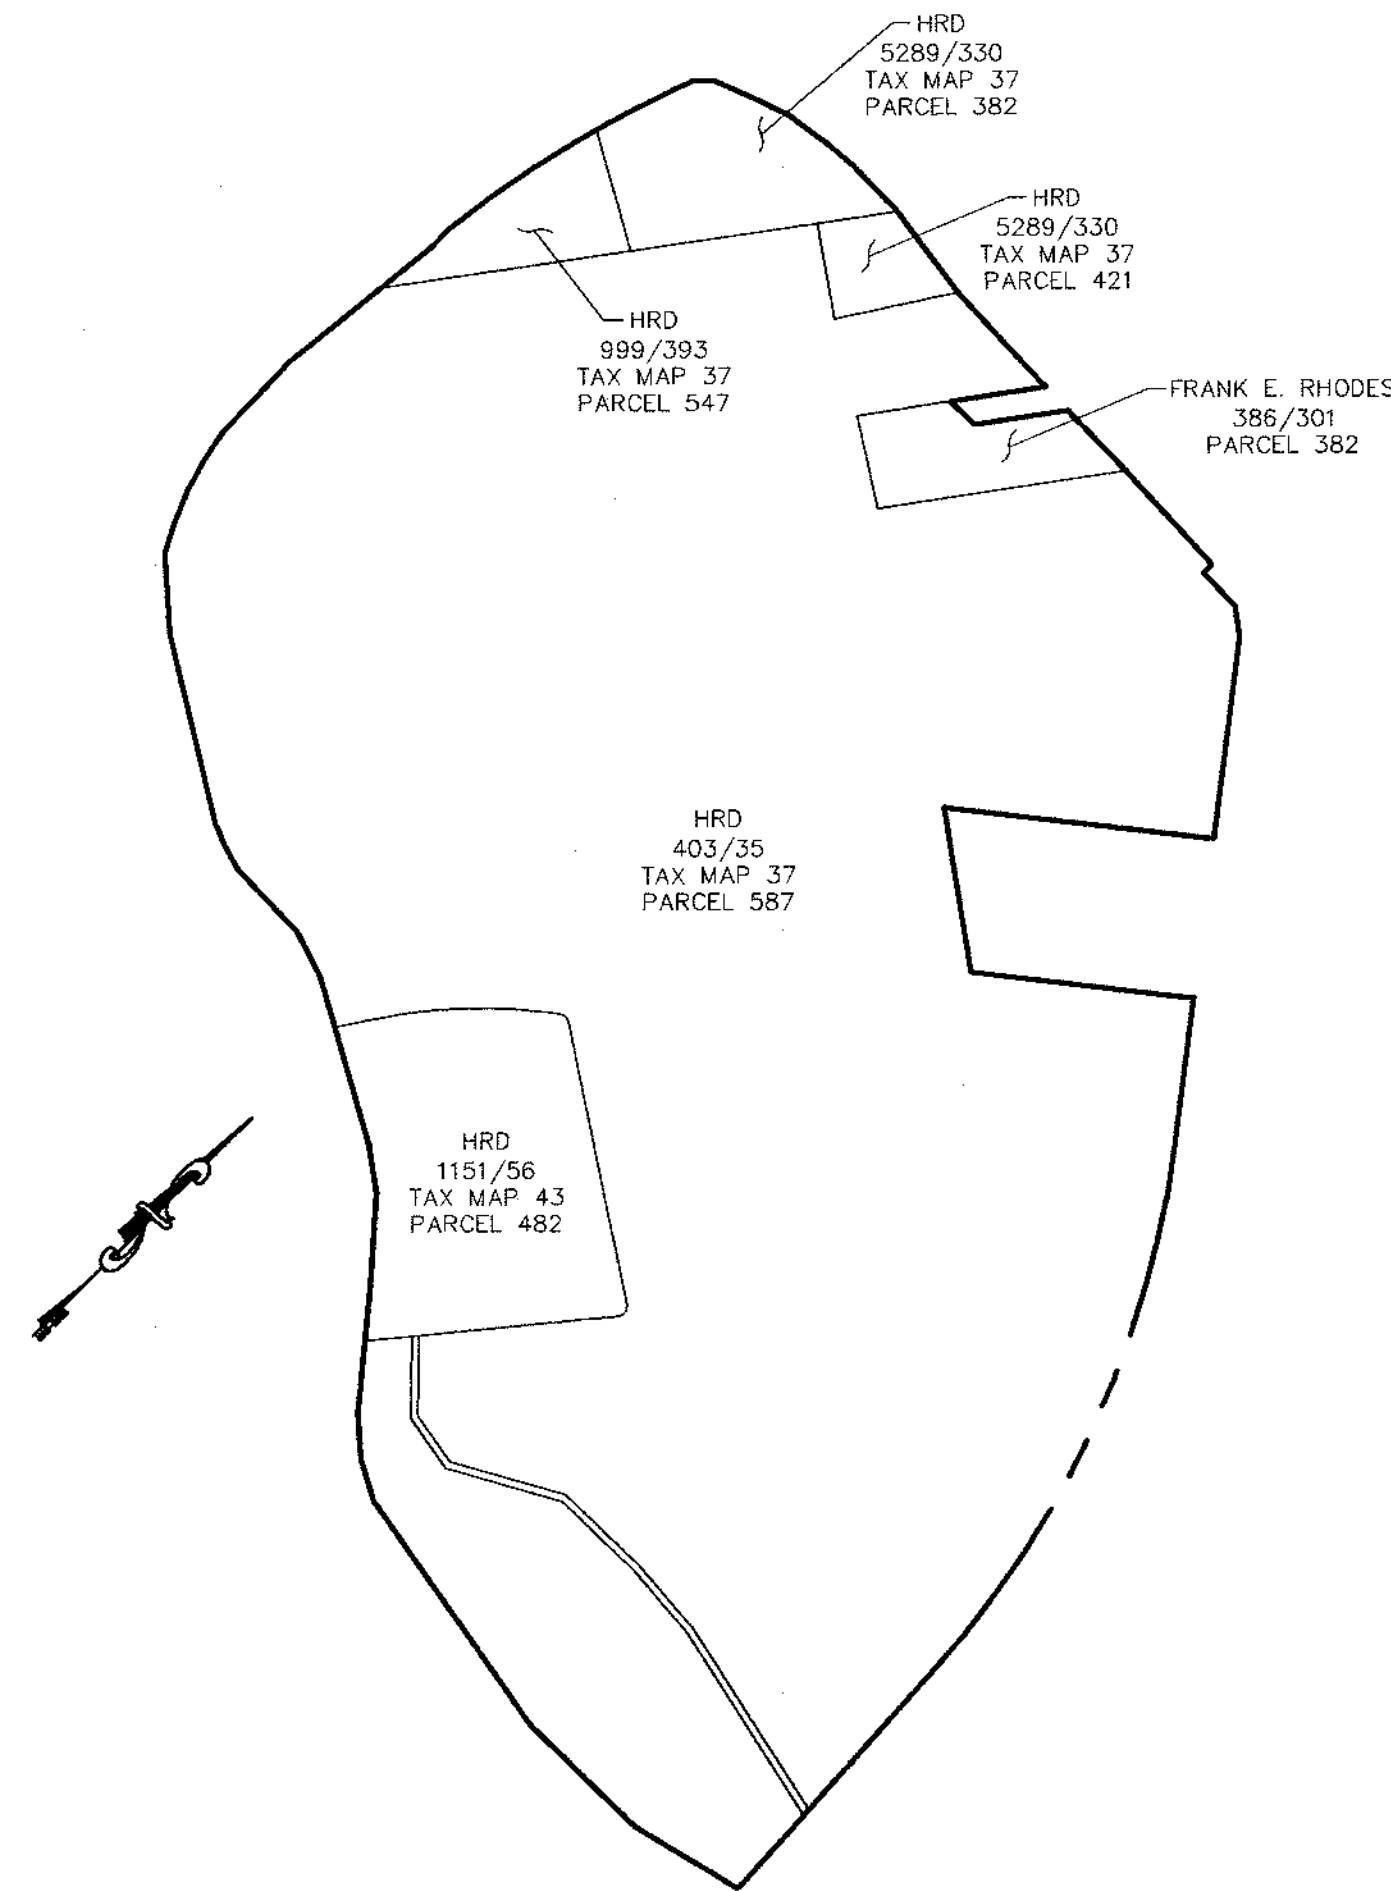 HRD
5289/330
TAX MAP 37
PARCEL 382
HRD
5289/330
TAX MAP 37
PARCEL 421
HRD
999/393
TAX MAP 37
PARCEL 547
FRANK E. RHODES
386/301
PARCEL 382
HRD
403/35
TAX MAP 37
PARCEL 587
HRD
1151/56
TAX MAP 43
PARCEL 482